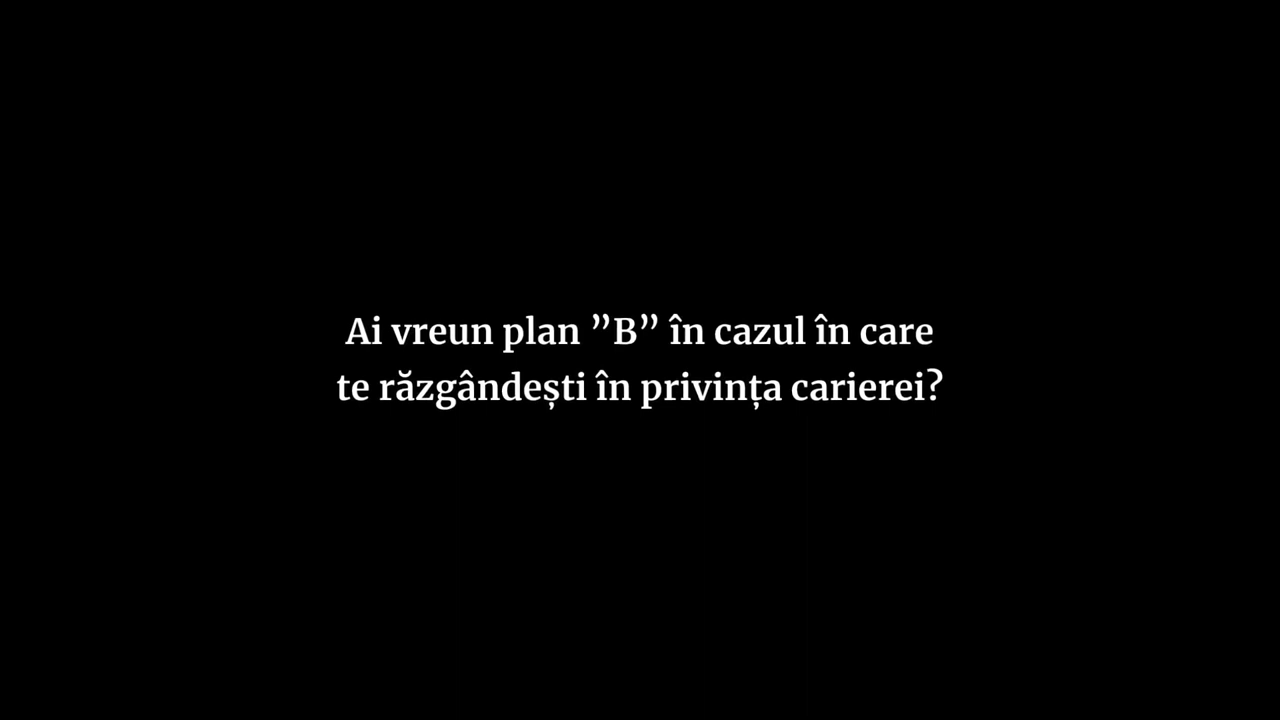 Ai vreun plan ”B” în cazul în care
te răzgândești în privința carierei?